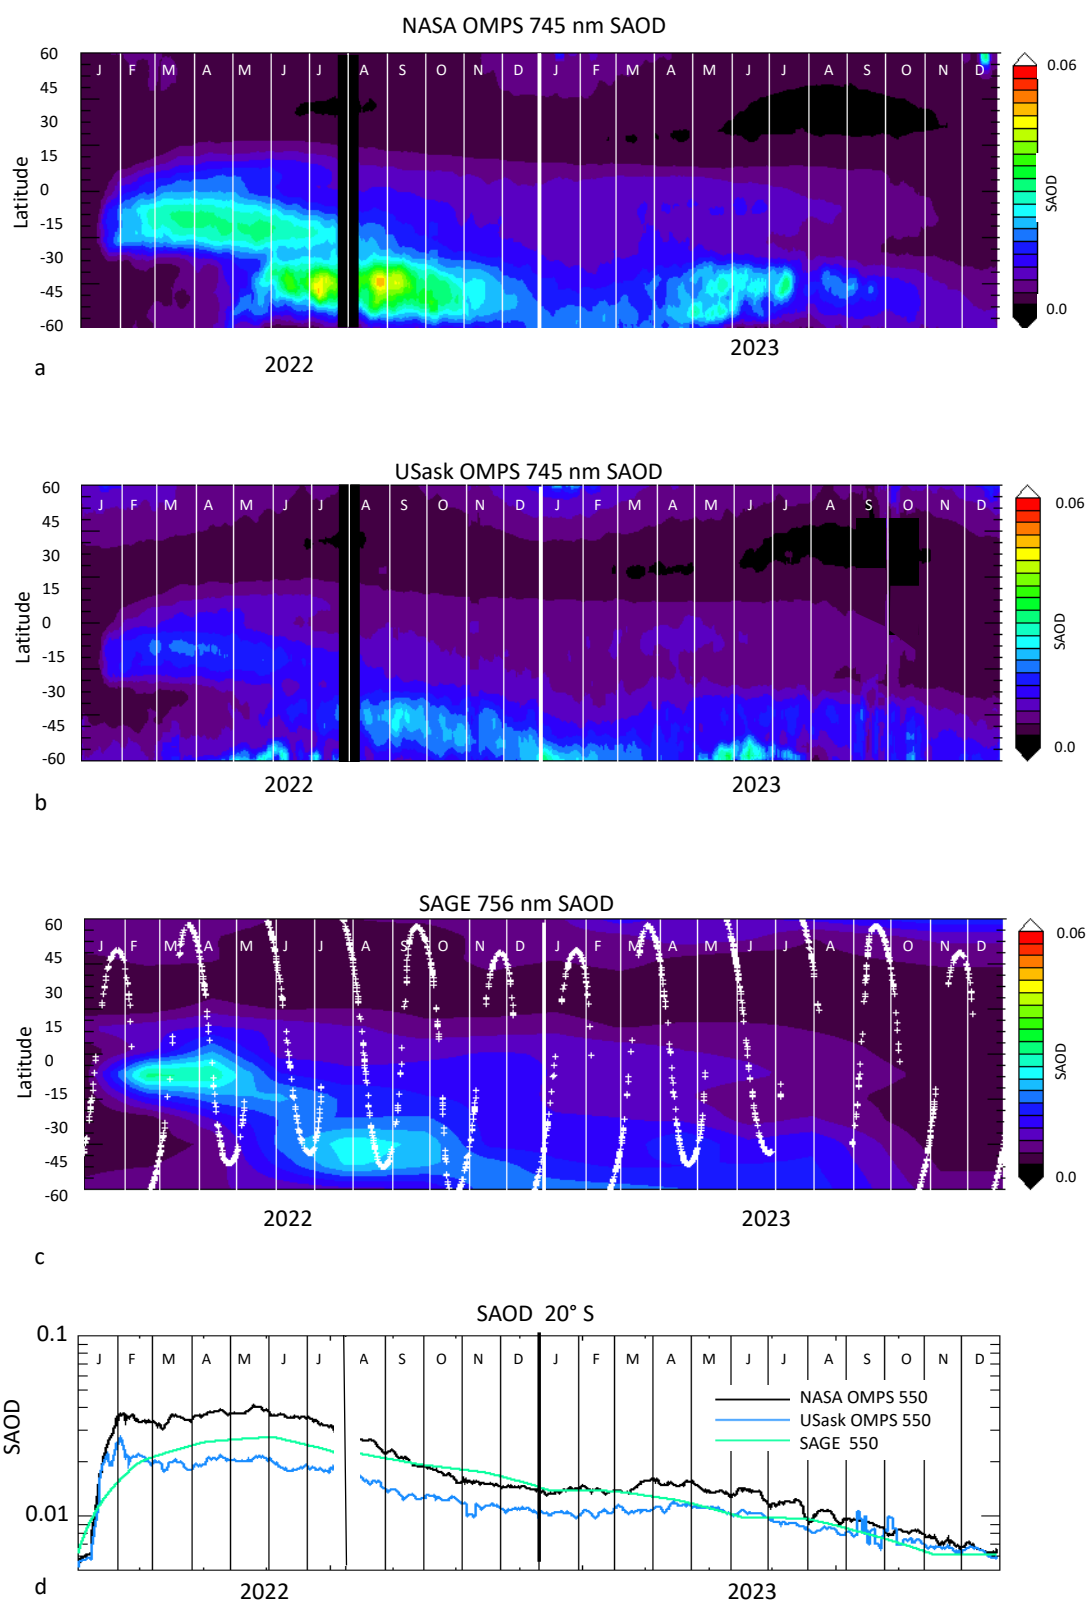 NASA OMPS 745 nm SAOD
60 J F M A M J J A S O N D J F M A M J J A S O N D 0.06
45
30
15
0
-15
-30
-45
-60
Latitude
SAOD
0.0
2022 2023
a
USask OMPS 745 nm SAOD
60 J F M A M J J A S O N D J F M A M J J A S O N D 0.06
45
30
15
0
-15
-30
-45
-60
Latitude
SAOD
0.0
2022 2023
b
SAGE 756 nm SAOD
60 J F M A M J J A S O N D J F M A M J J A S O N D 0.06
45
30
15
0
-15
-30
-45
-60
Latitude
SAOD
0.0
2022 2023
c
SAOD 20° S
0.1
J F M A M J J A S O N D J F M A M J J A S O N D
NASA OMPS 550
USask OMPS 550
SAGE 550
SAOD
0.01
d
2022 2023